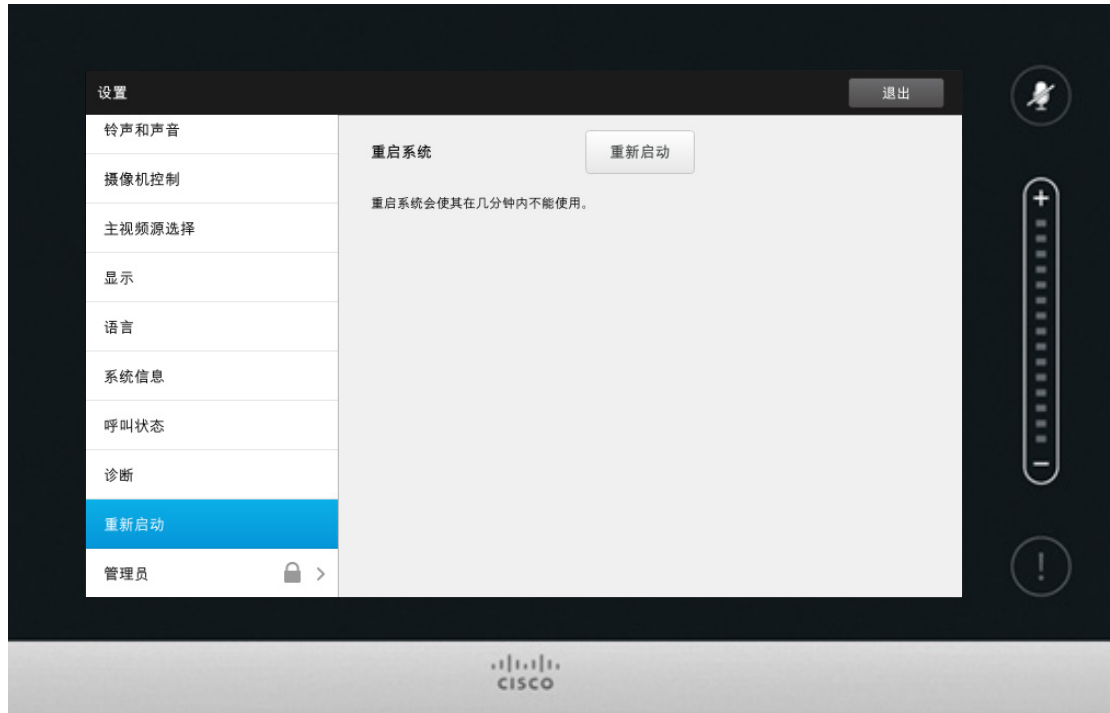 设置
退出
铃声和声音
摄像机控制
主视频源选择
显示
语言
系统信息
呼叫状态
诊断
重新启动
管理员
重启系统
重新启动
重启系统会使其在几分钟内不能使用。
CISCO